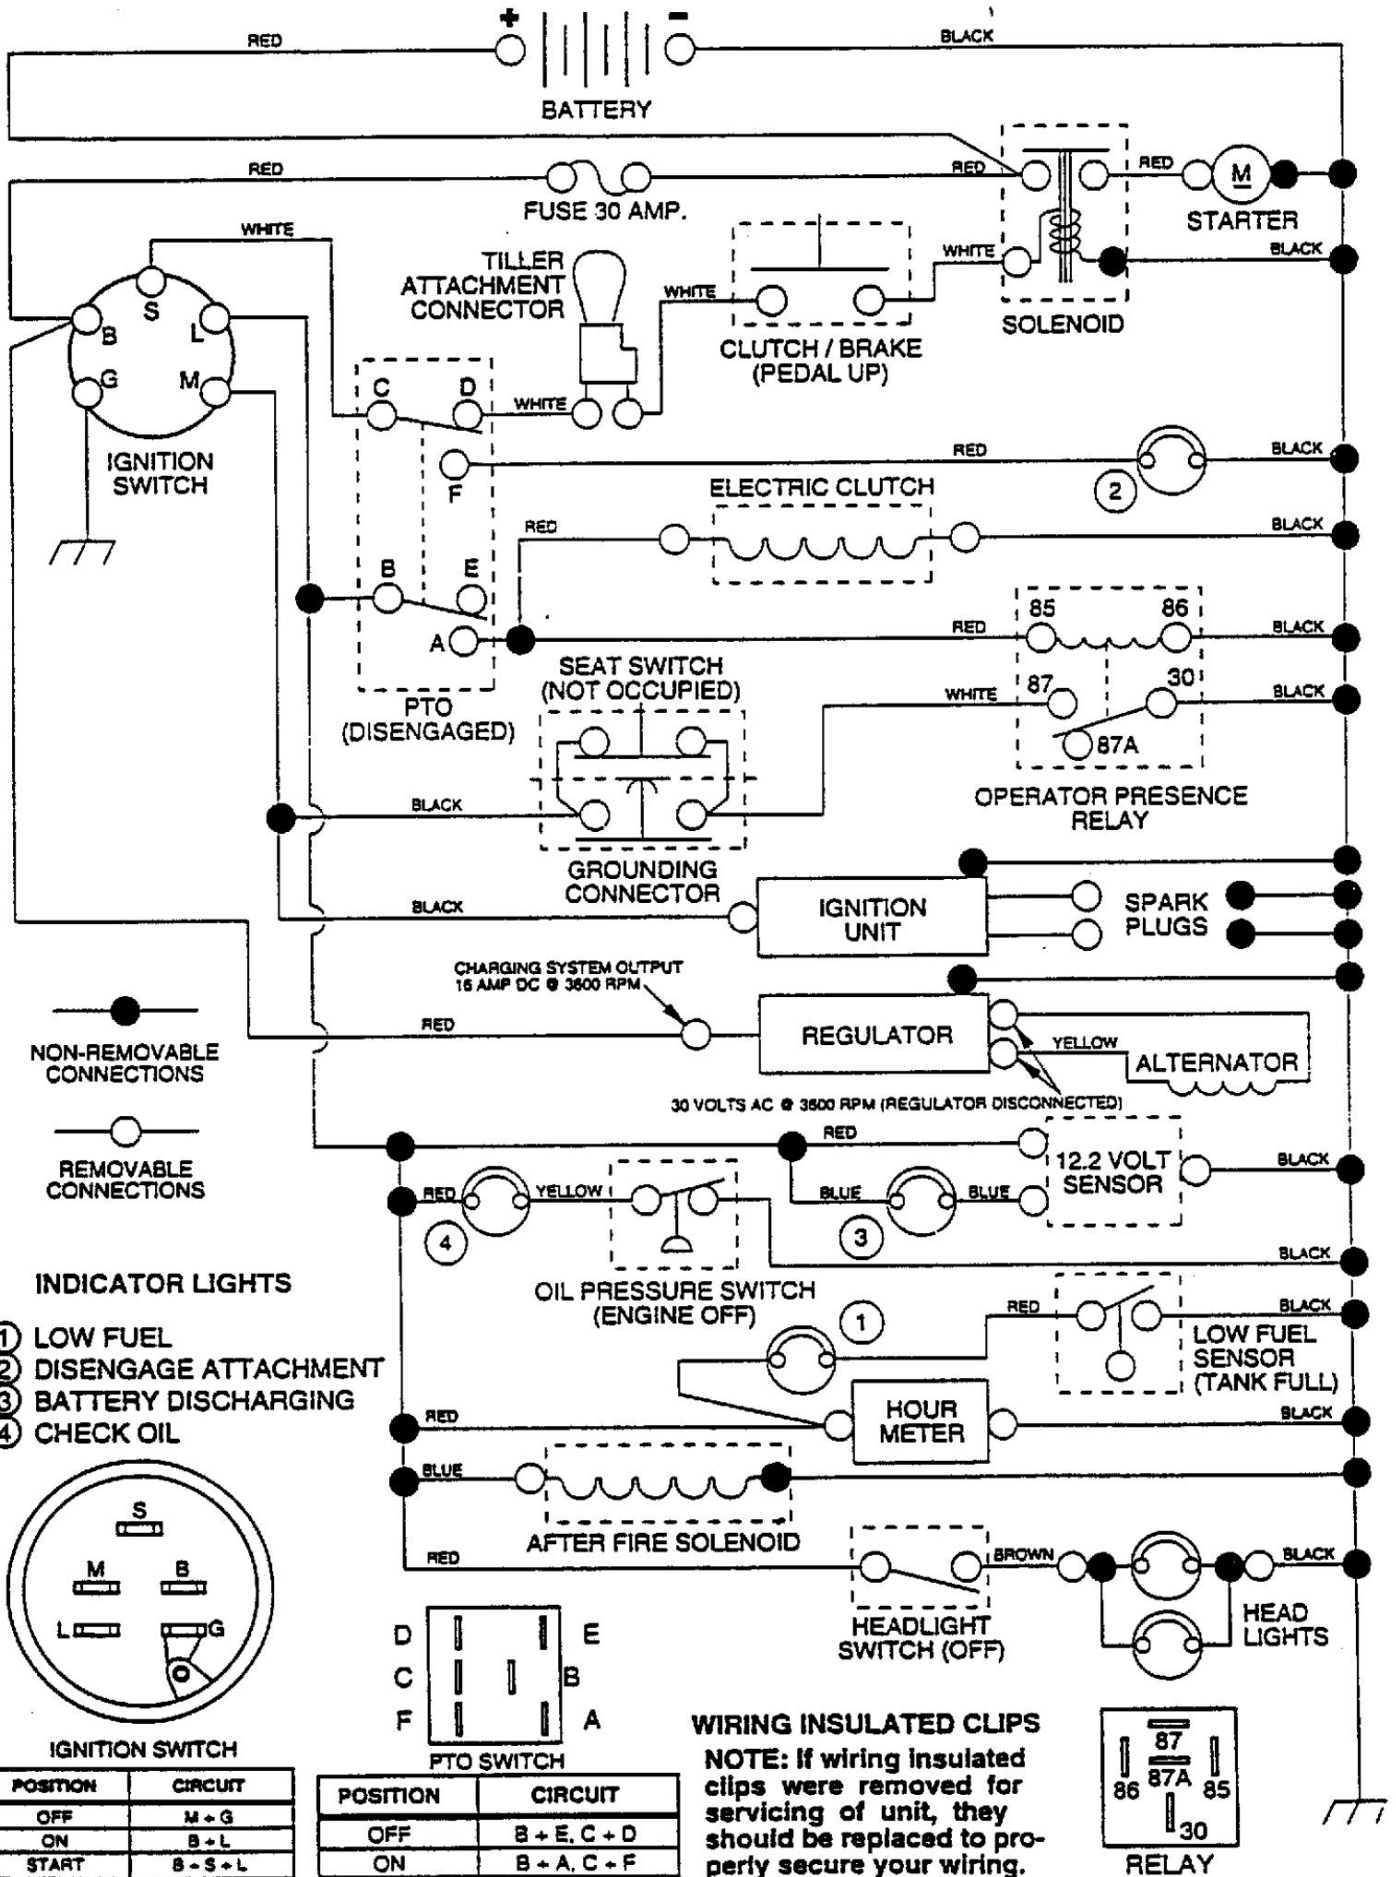 + -
RED
BLACK
BATTERY
RED
RED
RED
M
FUSE 30 AMP.
STARTER
WHITE
TILLER
ATTACHMENT
CONNECTOR
WHITE
WHITE
BLACK
S
B
L
G
M
SOLENOID
CLUTCH / BRAKE
(PEDAL UP)
C
D
WHITE
IGNITION
SWITCH
F
RED
BLACK
2
ELECTRIC CLUTCH
RED
BLACK
B
E
A
85
86
RED
BLACK
SEAT SWITCH
(NOT OCCUPIED)
WHITE
87
30
BLACK
PTO
(DISENGAGED)
87A
OPERATOR PRESENCE
RELAY
BLACK
GROUNDING
CONNECTOR
BLACK
IGNITION
UNIT
SPARK
PLUGS
CHARGING SYSTEM OUTPUT
15 AMP DC @ 3600 RPM
RED
REGULATOR
YELLOW
ALTERNATOR
NON-REMOVABLE
CONNECTIONS
30 VOLTS AC @ 3600 RPM (REGULATOR DISCONNECTED)
RED
12.2 VOLT
SENSOR
BLACK
REMOVABLE
CONNECTIONS
RED
YELLOW
BLUE
BLUE
4
3
BLACK
INDICATOR LIGHTS
OIL PRESSURE SWITCH
(ENGINE OFF)
1
RED
BLACK
1 LOW FUEL
2 DISENGAGE ATTACHMENT
3 BATTERY DISCHARGING
4 CHECK OIL
LOW FUEL
SENSOR
(TANK FULL)
RED
HOUR
METER
BLACK
BLUE
AFTER FIRE SOLENOID
RED
BROWN
BLACK
HEADLIGHT
SWITCH (OFF)
HEAD
LIGHTS
S
M B
L G
IGNITION SWITCH
D E
C B
F A
PTO SWITCH
POSITION CIRCUIT
OFF M + G
ON B + L
START B + S + L
POSITION CIRCUIT
OFF B + E, C + D
ON B + A, C + F
WIRING INSULATED CLIPS
NOTE: If wiring insulated
clips were removed for
servicing of unit, they
should be replaced to pro-
perly secure your wiring.
87
86 87A 85
30
RELAY